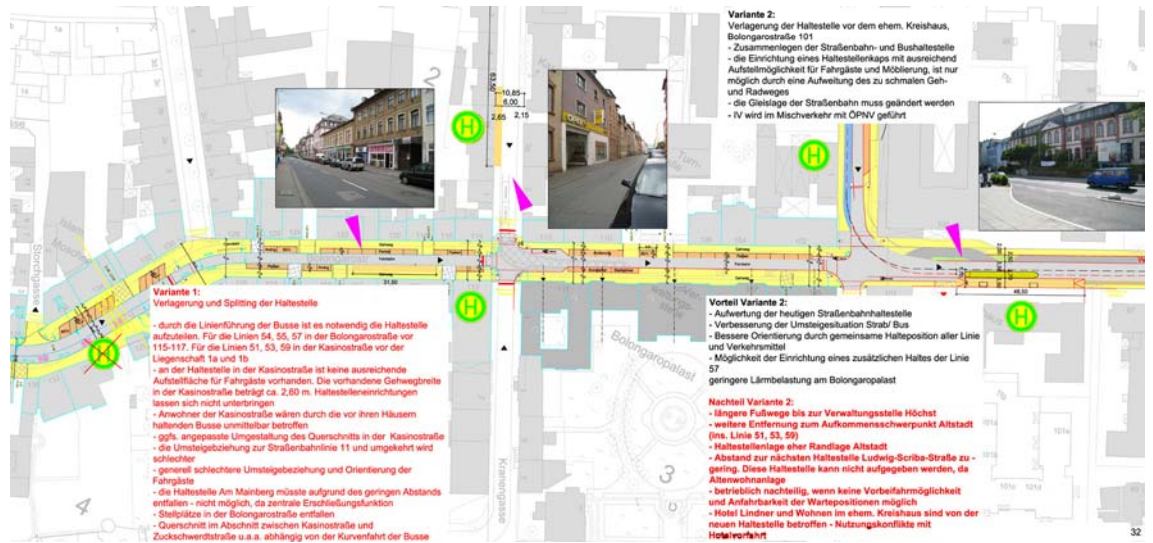 Variante 2:
Verlagerung der Haltestelle vor dem ehem. Kreishaus,
Bolongarostraße 101
- Zusammenlegen der Straßenbahn- und Bushaltestelle
- die Einrichtung eines Haltestellenkaps mit ausreichend
Aufstellmöglichkeit für Fahrgäste und Möblierung, ist nur
möglich durch eine Aufweitung des zu schmalen Geh-
und Radweges
- die Gleislage der Straßenbahn muss geändert werden
- IV wird im Mischverkehr mit ÖPNV geführt
2
63,50
10,85
6,00
2,65
2,15
H
H
Storchgasse
Islam.
Moschee
31,50
46,50
H
H
H
Variante 1:
Verlagerung und Splitting der Haltestelle
- durch die Linienführung der Busse ist es notwendig die Haltestelle
aufzuteilen. Für die Linien 54, 55, 57 in der Bolongarostraße vor
115-117. Für die Linien 51, 53, 59 in der Kasinostraße vor der
Liegenschaft 1a und 1b
- an der Haltestelle in der Kasinostraße ist keine ausreichende
Aufstellfläche für Fahrgäste vorhanden. Die vorhandene Gehwegbreite
in der Kasinostraße beträgt ca. 2,60 m. Haltestelleneinrichtungen
lassen sich nicht unterbringen
- Anwohner der Kasinostraße wären durch die vor ihren Häusern
haltenden Busse unmittelbar betroffen
- ggfs. angepasste Umgestaltung des Querschnitts in der Kasinostraße
- die Umsteigebziehung zur Straßenbahnlinie 11 und umgekehrt wird
schlechter
- generell schlechtere Umsteigebeziehung und Orientierung der
Fahrgäste
- die Haltestelle Am Mainberg müsste aufgrund des geringen Abstands
entfallen - nicht möglich, da zentrale Erschließungsfunktion
- Stellplätze in der Bolongarostraße entfallen
- Querschnitt im Abschnitt zwischen Kasinostraße und
Zuckschwerdtstraße u.a.a. abhängig von der Kurvenfahrt der Busse
4
Kranengasse
Bolongaropalast
3
Vorteil Variante 2:
- Aufwertung der heutigen Straßenbahnhaltestelle
- Verbesserung der Umsteigesituation Strab/ Bus
- Bessere Orientierung durch gemeinsame Halteposition aller Linie
und Verkehrsmittel
- Möglichkeit der Einrichtung eines zusätzlichen Haltes der Linie
57
geringere Lärmbelastung am Bolongaropalast
Nachteil Variante 2:
- längere Fußwege bis zur Verwaltungsstelle Höchst
- weitere Entfernung zum Aufkommensschwerpunkt Altstadt
(ins. Linie 51, 53, 59)
- Haltestellenlage eher Randlage Altstadt
- Abstand zur nächsten Haltestelle Ludwig-Scriba-Straße zu -
gering. Diese Haltestelle kann nicht aufgegeben werden, da
Altenwohnanlage
- betrieblich nachteilig, wenn keine Vorbeifahrmöglichkeit
und Anfahrbarkeit der Wartepositionen möglich
- Hotel Lindner und Wohnen im ehem. Kreishaus sind von der
neuen Haltestelle betroffen - Nutzungskonflikte mit
Hotelvorfahrt
101a
32